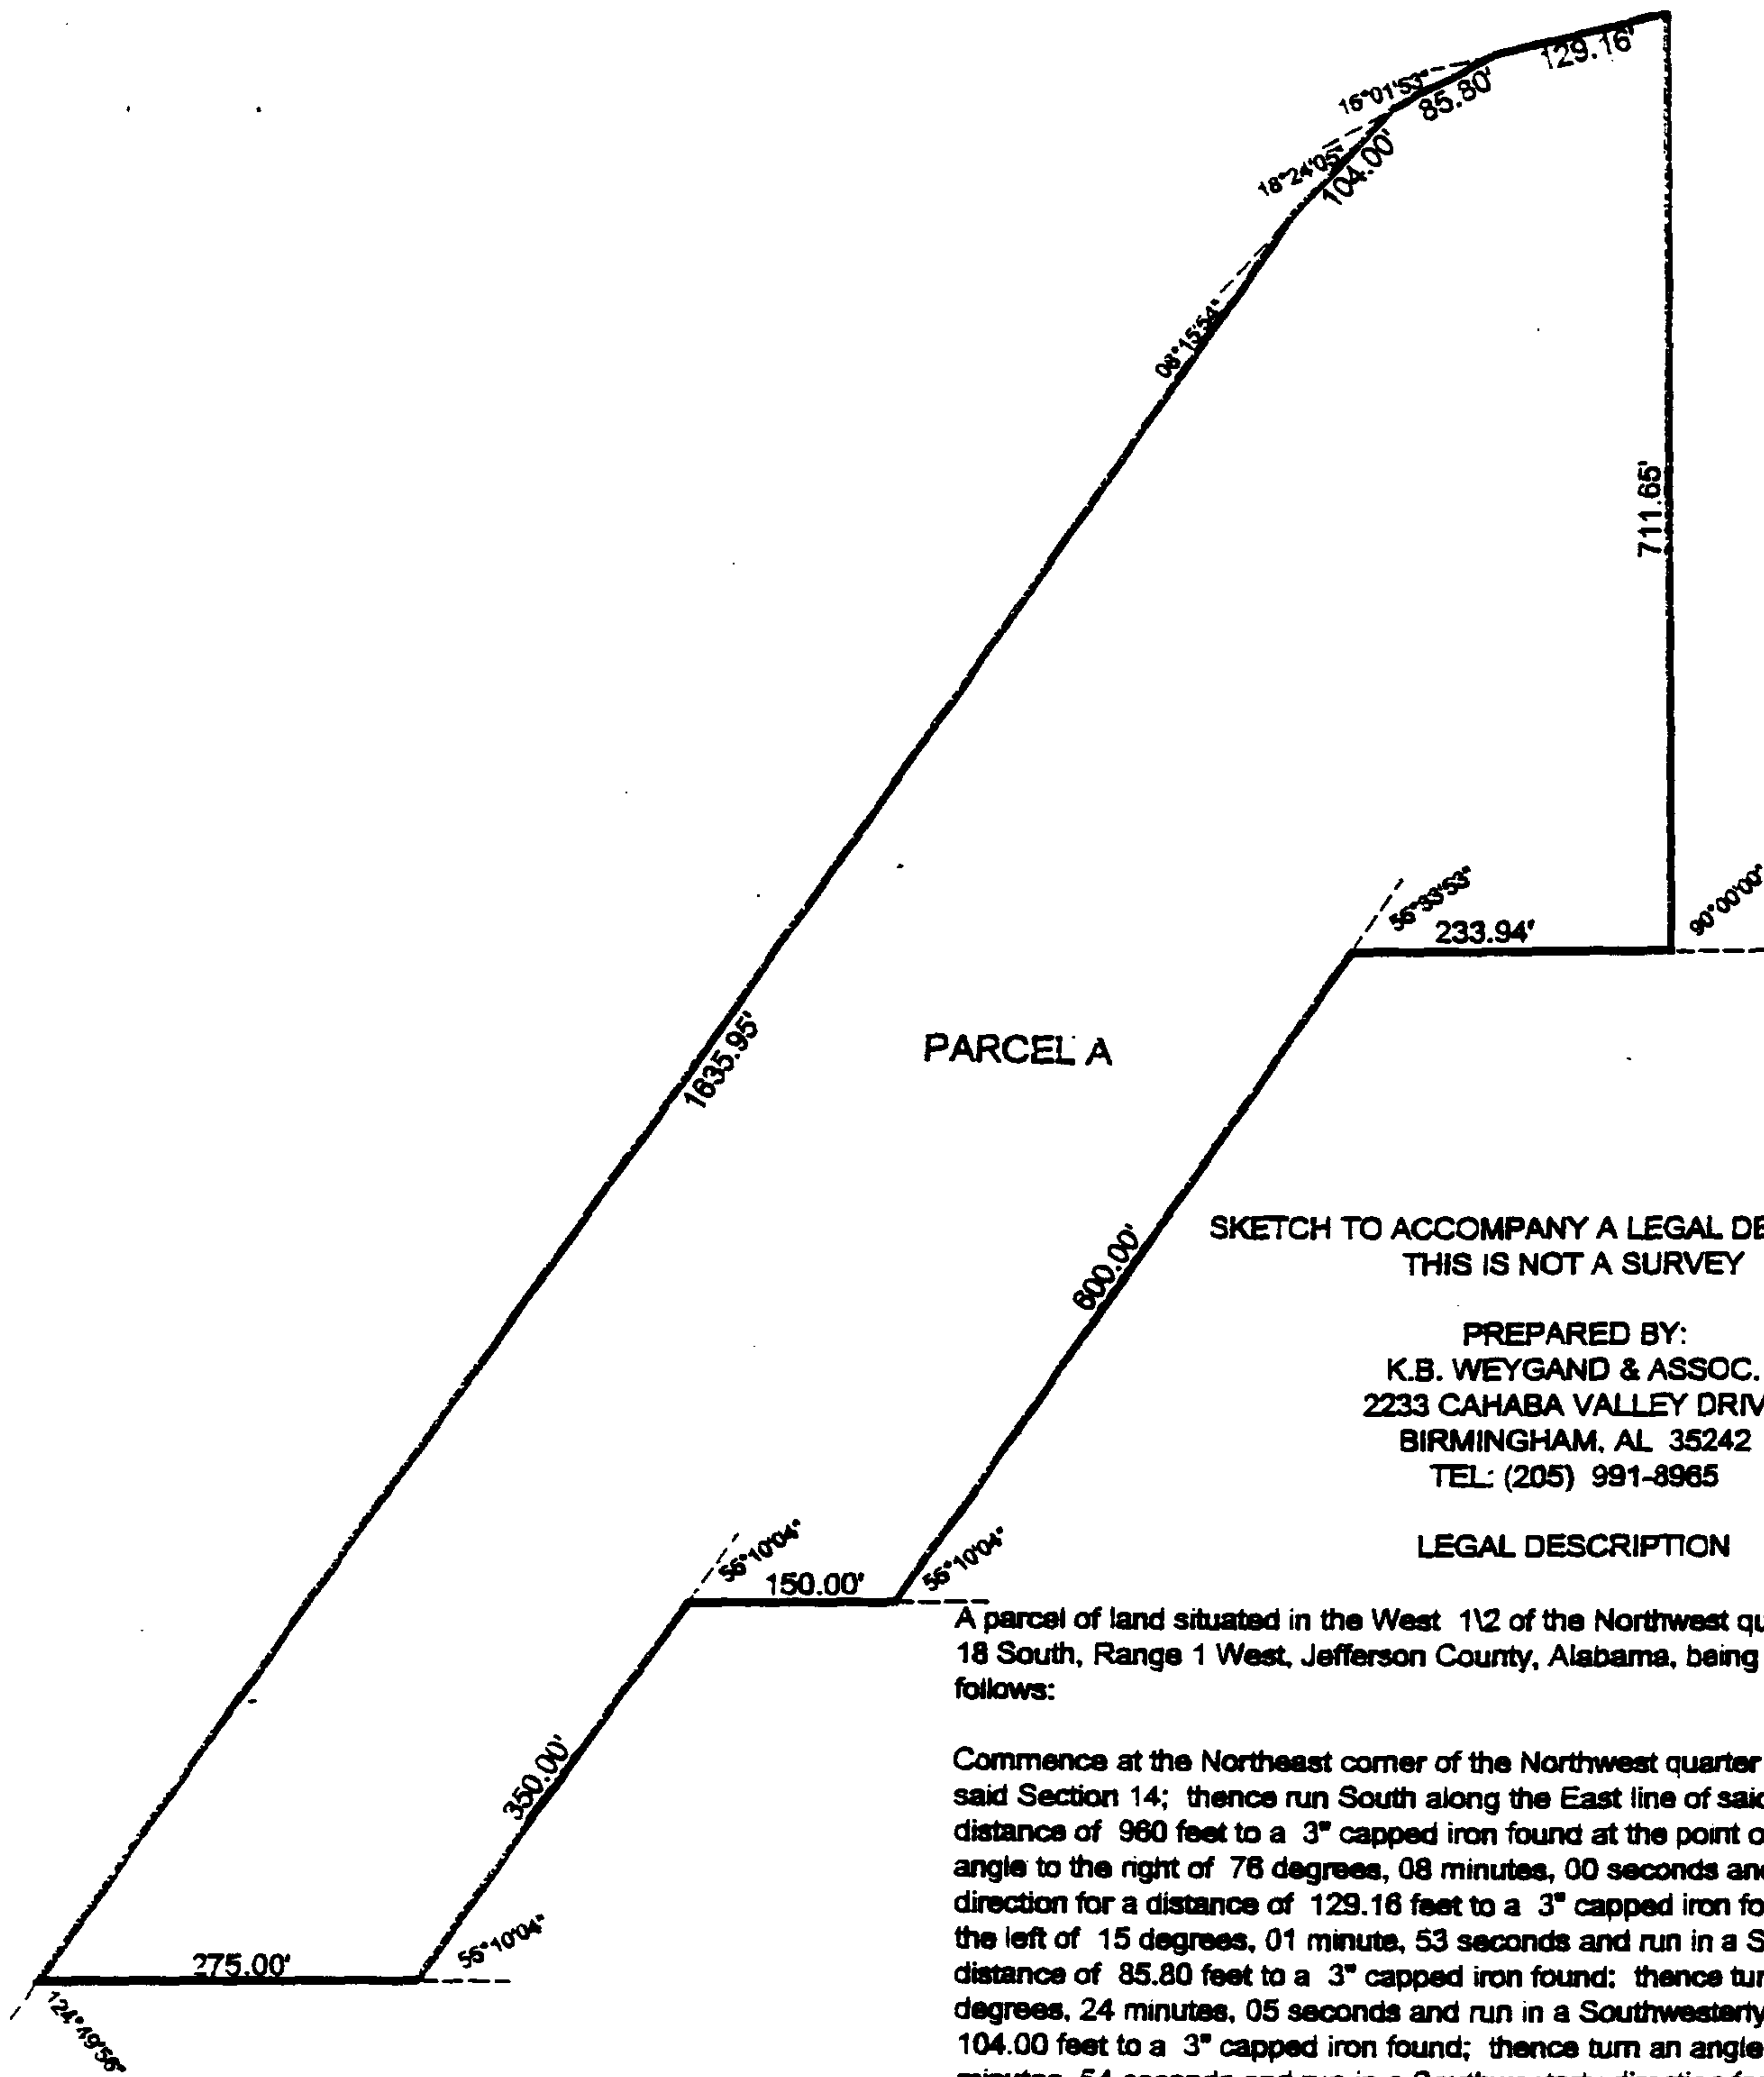 129.16'
16°01'53"
85.80'
18°24'05"
104.00'
08°15'54"
711.65'
56°33'53"
90°00'00"
233.94'
PARCEL A
1635.95'
600.00'
SKETCH TO ACCOMPANY A LEGAL
THIS IS NOT A SURVEY
PREPARED BY:
K.B. WEYGAND & ASSOC.
2233 CAHABA VALLEY
BIRMINGHAM, AL 35242
TEL: (205) 991-8965
LEGAL DESCRIPTION
56°10'04"
150.00'
56°10'04"
A parcel of land situated in the West 1\2 of the Northwest
18 South, Range 1 West, Jefferson County, Alabama, being
follows:
350.00'
Commence at the Northeast corner of the Northwest quarter
said Section 14; thence run South along the East line of said
distance of 960 feet to a 3" capped iron found at the point
angle to the right of 76 degrees, 08 minutes, 00 seconds and
direction for a distance of 129.16 feet to a 3" capped iron
the left of 15 degrees, 01 minute, 53 seconds and run in a
distance of 85.80 feet to a 3" capped iron found: thence
degrees, 24 minutes, 05 seconds and run in a Southwesterly
104.00 feet to a 3" capped iron found; thence turn an angle
275.00'
56°10'04"
124°49'56"